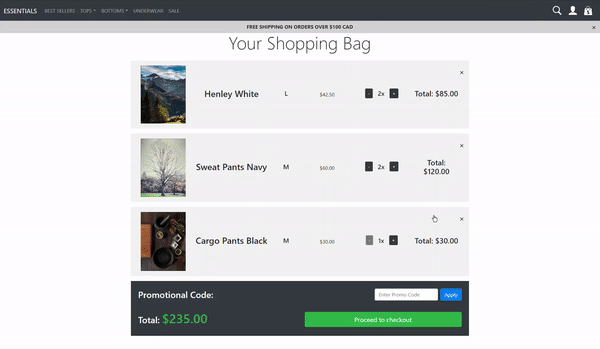 ESSENTIALS BEST SELLERS TOPS BOTTOMS UNDERWEAR SALE
FREE SHIPPING ON ORDERS OVER $100 CAD ×
Your Shopping Bag
×
Henley White L $42.50 - 2x + Total: $85.00
×
Sweat Pants Navy M $60.00 - 2x + Total:
$120.00
×
Cargo Pants Black M $30.00 - 1x + Total: $30.00
Promotional Code: Enter Promo Code Apply
Total: $235.00 Proceed to checkout